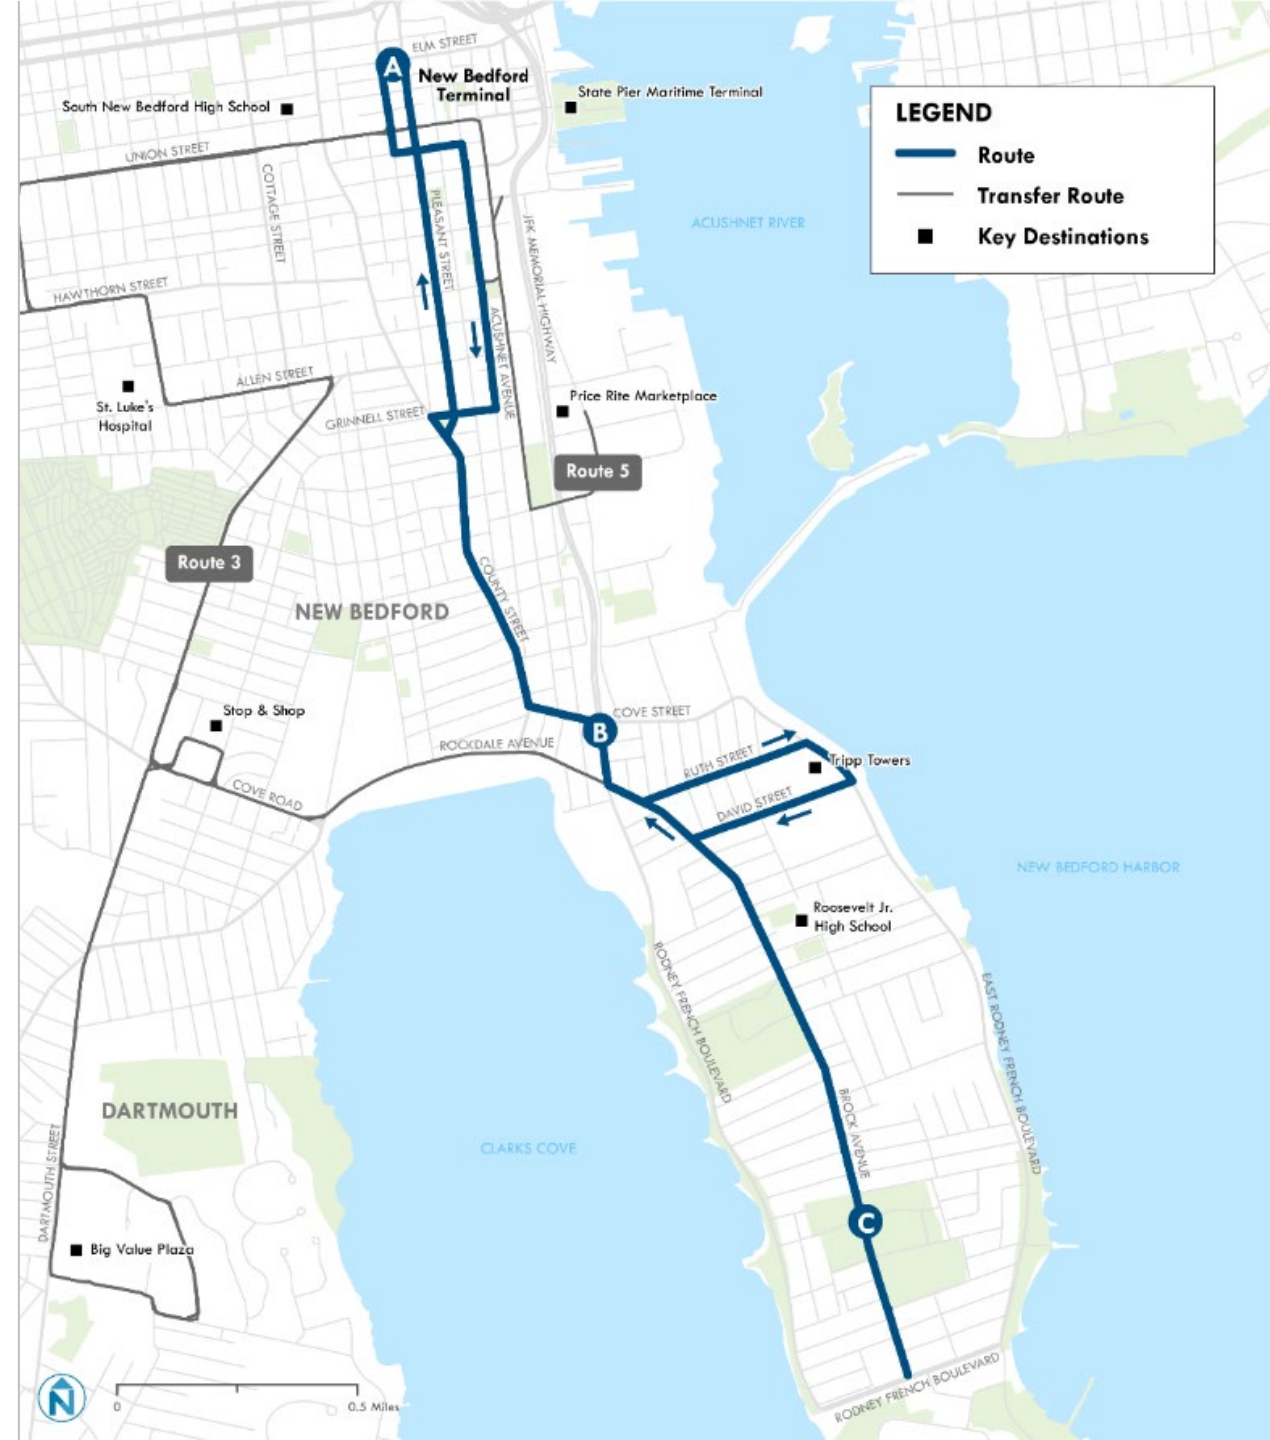 ELM STREET
A
New Bedford
Terminal
State Pier Maritime Terminal
South New Bedford High School
LEGEND
Route
Transfer Route
Key Destinations
UNION STREET
COTTAGE STREET
PLEASANT STREET
JFK MEMORIAL HIGHWAY
ACUSHNET RIVER
HAWTHORN STREET
ACUSHNET AVENUE
ALLEN STREET
St. Luke's
Hospital
GRINNELL STREET
Price Rite Marketplace
Route 5
Route 3
COUNTY STREET
NEW BEDFORD
Stop & Shop
COVE STREET
B
ROCKDALE AVENUE
RUTH STREET
Tripp Towers
COVE ROAD
DAVID STREET
NEW BEDFORD HARBOR
Roosevelt Jr.
High School
RODNEY FRENCH BOULEVARD
EAST RODNEY FRENCH BOULEVARD
BROCK AVENUE
DARTMOUTH
CLARKS COVE
DARTMOUTH STREET
C
Big Value Plaza
RODNEY FRENCH BOULEVARD
N
0
0.5 Miles